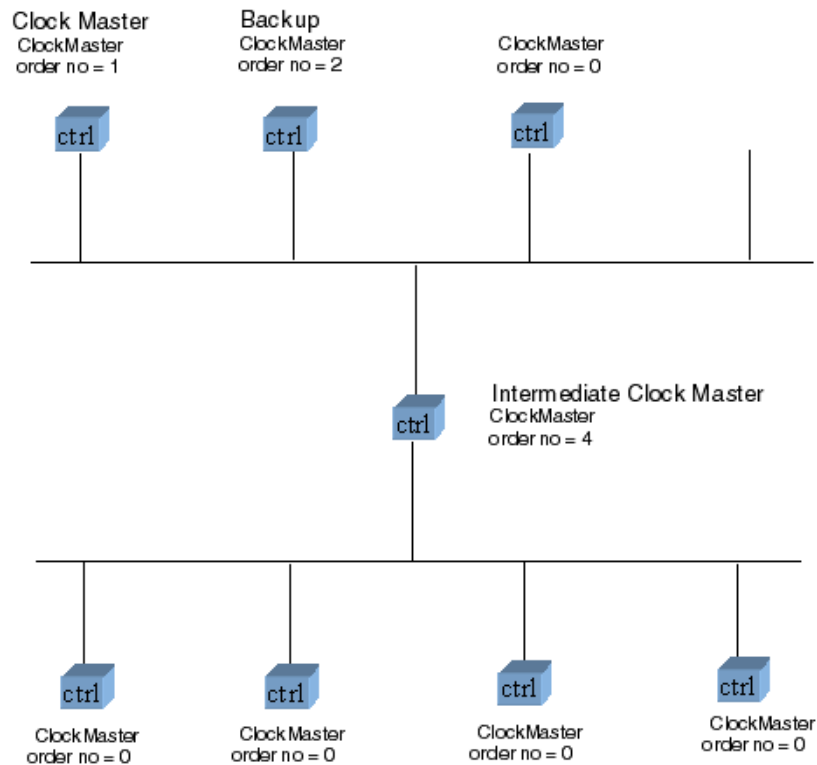 Clock Master
ClockMaster
order no = 1
Backup
ClockMaster
order no = 2
ClockMaster
order no = 0
ctrl
ctrl
ctrl
Intermediate Clock Master
ClockMaster
order no = 4
ctrl
ctrl
ctrl
ctrl
ctrl
ClockMaster
order no = 0
ClockMaster
order no = 0
ClockMaster
order no = 0
ClockMaster
order no = 0